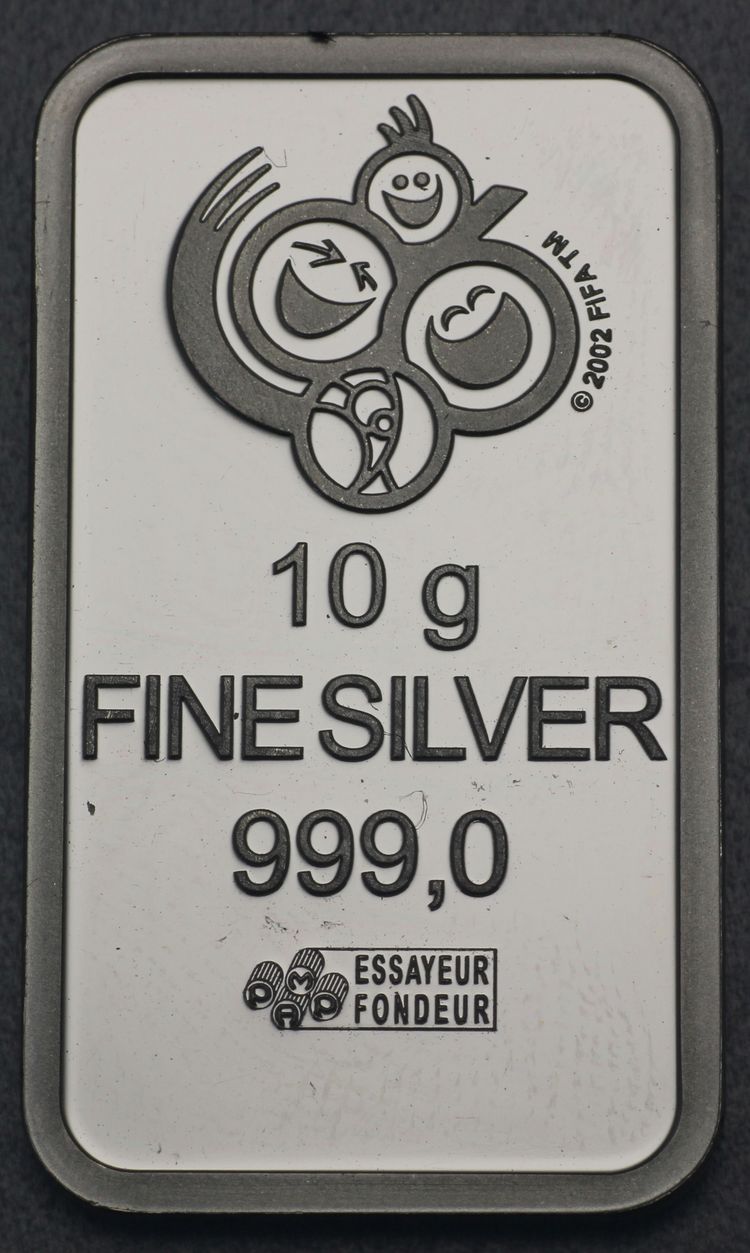 © 2002 FIFA TM
10 g
FINE SILVER
999,0
PAMP
ESSAYEUR
FONDEUR